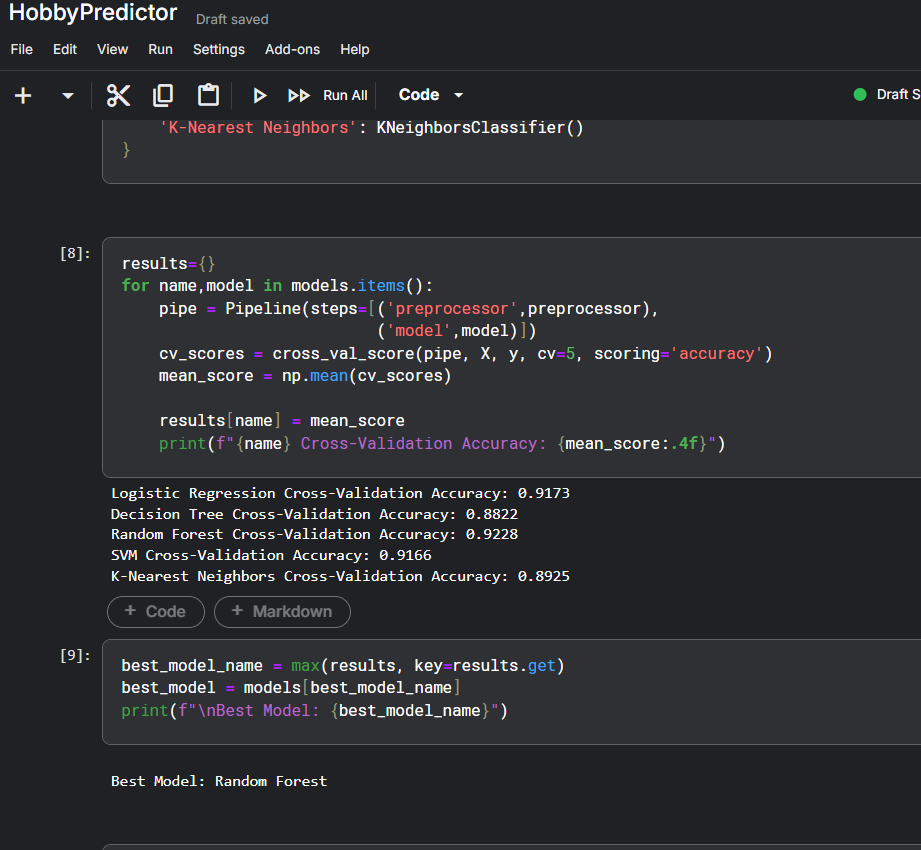 HobbyPredictor Draft saved
File Edit View Run Settings Add-ons Help
Run All Code Draft S
'K-Nearest Neighbors': KNeighborsClassifier()
}
[8]:
results={}
for name,model in models.items():
    pipe = Pipeline(steps=[('preprocessor',preprocessor),
                           ('model',model)])
    cv_scores = cross_val_score(pipe, X, y, cv=5, scoring='accuracy')
    mean_score = np.mean(cv_scores)
    results[name] = mean_score
    print(f"{name} Cross-Validation Accuracy: {mean_score:.4f}")
Logistic Regression Cross-Validation Accuracy: 0.9173
Decision Tree Cross-Validation Accuracy: 0.8822
Random Forest Cross-Validation Accuracy: 0.9228
SVM Cross-Validation Accuracy: 0.9166
K-Nearest Neighbors Cross-Validation Accuracy: 0.8925
+ Code + Markdown
[9]:
best_model_name = max(results, key=results.get)
best_model = models[best_model_name]
print(f"\nBest Model: {best_model_name}")
Best Model: Random Forest